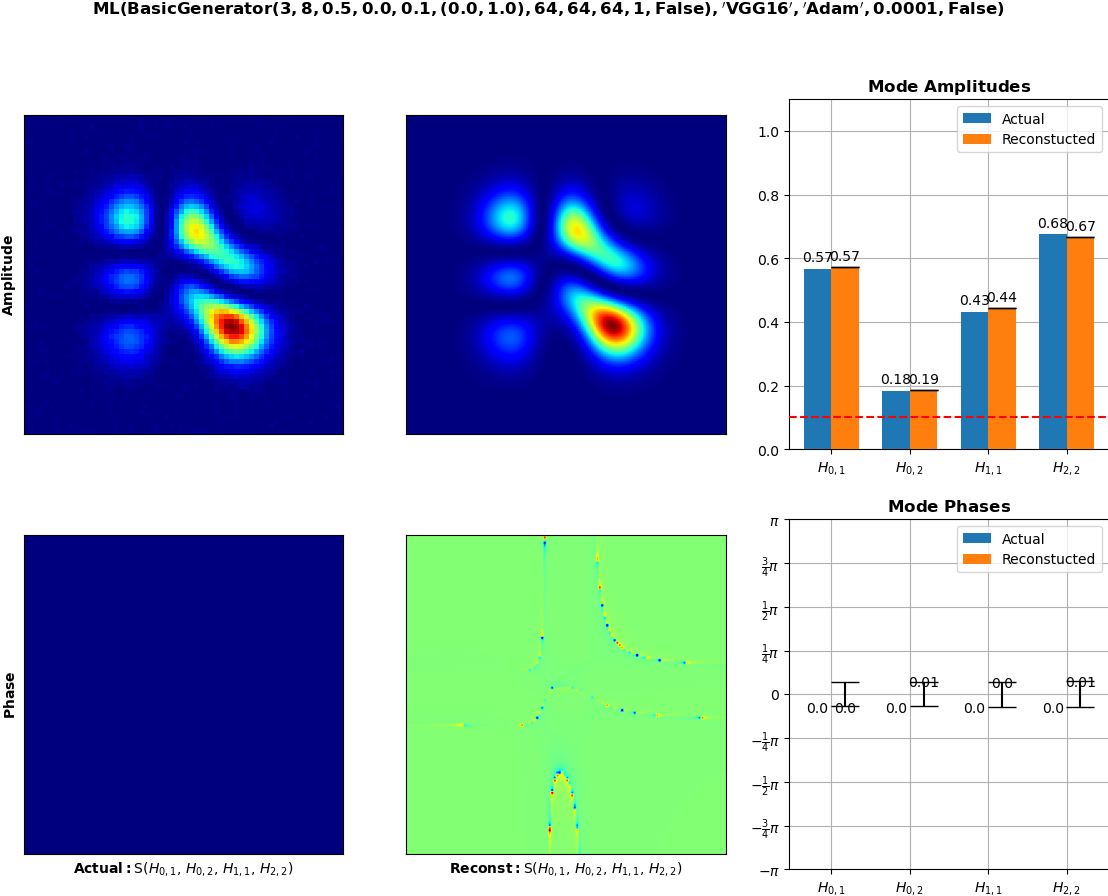 ML(BasicGenerator(3, 8, 0.5, 0.0, 0.1, (0.0, 1.0), 64, 64, 64, 1, False), ′VGG16′, ′Adam′, 0.0001, False)
Amplitude
Mode Amplitudes
Actual
Reconstucted
1.0
0.8
0.6
0.4
0.2
0.0
0.57 0.57
0.18 0.19
0.43 0.44
0.68 0.67
H₀,₁ H₀,₂ H₁,₁ H₂,₂
Phase
Actual: S(H₀,₁, H₀,₂, H₁,₁, H₂,₂)
Reconst: S(H₀,₁, H₀,₂, H₁,₁, H₂,₂)
Mode Phases
Actual
Reconstucted
π
3/4 π
1/2 π
1/4 π
0
−1/4 π
−1/2 π
−3/4 π
−π
0.0 0.0
0.0 0.01
0.0 0.0
0.0 0.01
H₀,₁ H₀,₂ H₁,₁ H₂,₂